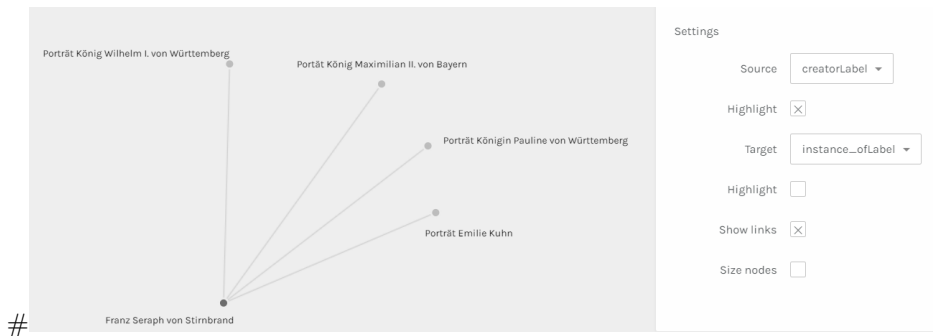 Porträt König Wilhelm I. von Württemberg
Portät König Maximilian II. von Bayern
Porträt Königin Pauline von Württemberg
Porträt Emilie Kuhn
Franz Seraph von Stirnbrand
#
Settings
Source creatorLabel
Highlight
Target instance_ofLabel
Highlight
Show links
Size nodes